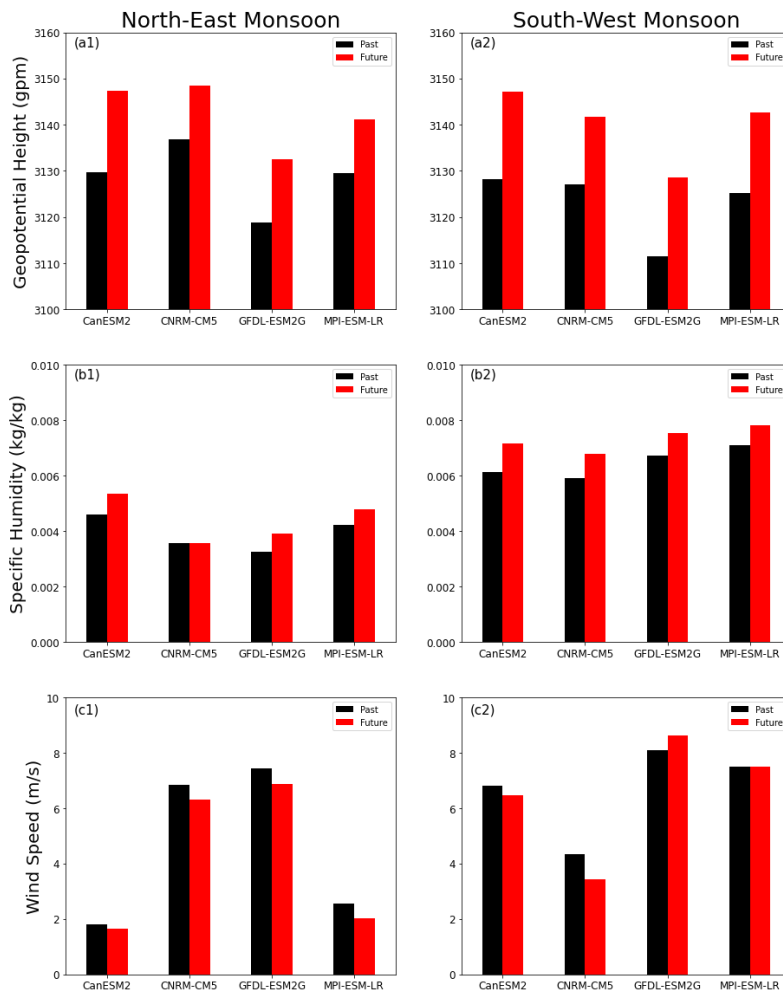 North-East Monsoon
South-West Monsoon
Geopotential Height (gpm)
3160
3150
3140
3130
3120
3110
3100
(a1)
Past
Future
CanESM2 CNRM-CM5 GFDL-ESM2G MPI-ESM-LR
3160
3150
3140
3130
3120
3110
3100
(a2)
Past
Future
CanESM2 CNRM-CM5 GFDL-ESM2G MPI-ESM-LR
Specific Humidity (kg/kg)
0.010
0.008
0.006
0.004
0.002
0.000
(b1)
Past
Future
CanESM2 CNRM-CM5 GFDL-ESM2G MPI-ESM-LR
0.010
0.008
0.006
0.004
0.002
0.000
(b2)
Past
Future
CanESM2 CNRM-CM5 GFDL-ESM2G MPI-ESM-LR
Wind Speed (m/s)
10
8
6
4
2
0
(c1)
Past
Future
CanESM2 CNRM-CM5 GFDL-ESM2G MPI-ESM-LR
10
8
6
4
2
0
(c2)
Past
Future
CanESM2 CNRM-CM5 GFDL-ESM2G MPI-ESM-LR